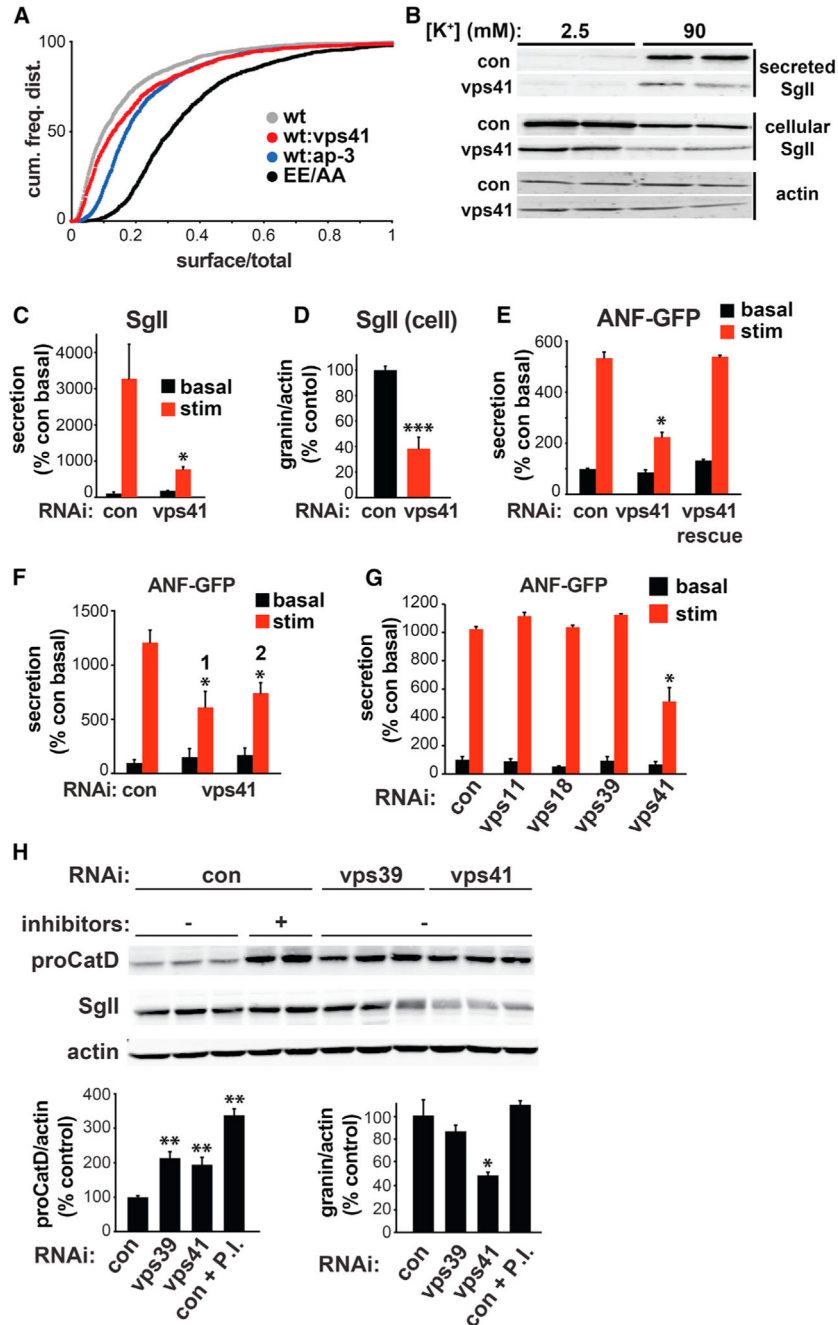 A
cum. freq. dist.
100
50
0
0
0.2
0.4
0.6
0.8
1
surface/total
wt
wt:vps41
wt:ap-3
EE/AA
B
[K+] (mM):
2.5
90
con
vps41
secreted
SgII
con
vps41
cellular
SgII
con
vps41
actin
C
SgII
secretion
(% con basal)
4000
3000
2000
1000
0
basal
stim
*
RNAi: con vps41
D
SgII (cell)
granin/actin
(% contol)
100
80
60
40
20
0
***
RNAi: con vps41
E
ANF-GFP
basal
stim
secretion
(% con basal)
600
400
200
0
*
RNAi: con vps41 vps41
rescue
F
ANF-GFP
basal
stim
secretion
(% con basal)
1500
1000
500
0
1
*
2
*
RNAi: con vps41
G
ANF-GFP
basal
stim
secretion
(% con basal)
1200
1000
800
600
400
200
0
*
RNAi: con vps11 vps18 vps39 vps41
H
RNAi: con vps39 vps41
inhibitors: - + -
proCatD
SgII
actin
proCatD/actin
(% control)
400
300
200
100
0
** ** **
RNAi: con vps39 vps41 con + P.I.
granin/actin
(% control)
100
80
60
40
20
0
*
RNAi: con vps39 vps41 con + P.I.